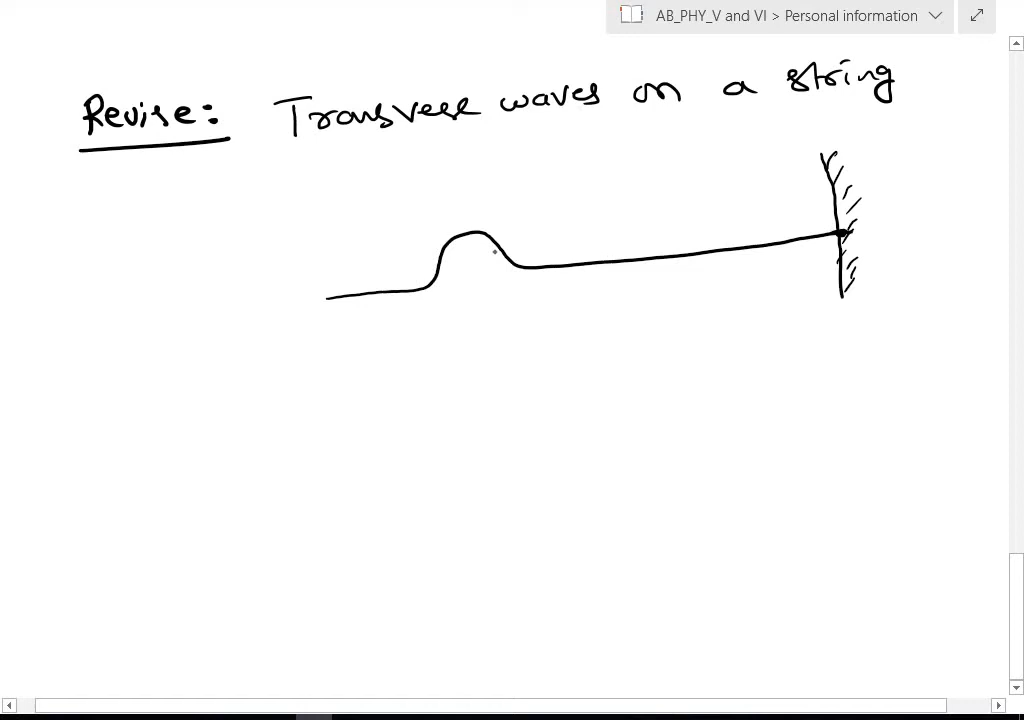 AB_PHY_V and VI > Personal information
Revise: Transverse waves on a string